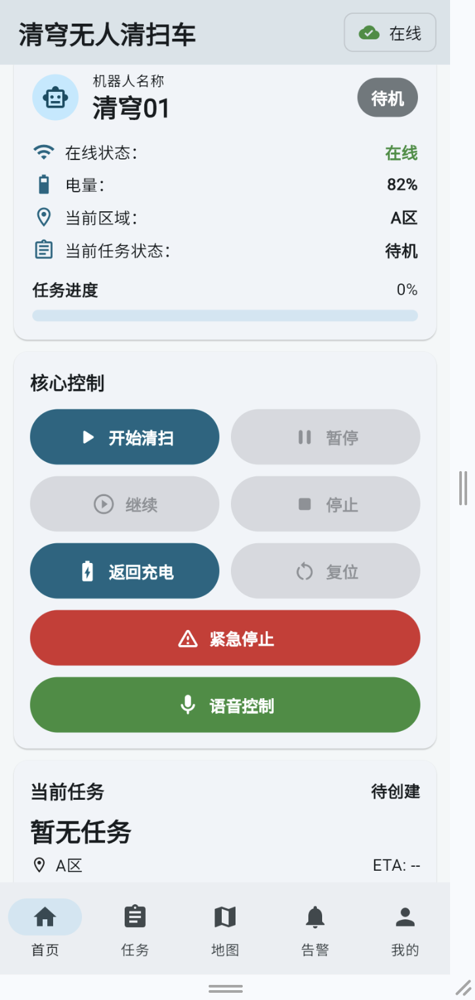 清穹无人清扫车
在线
机器人名称
清穹01
待机
在线状态：
在线
电量：
82%
当前区域：
A区
当前任务状态：
待机
任务进度
0%
核心控制
开始清扫
暂停
继续
停止
返回充电
复位
紧急停止
语音控制
当前任务
待创建
暂无任务
A区
ETA: --
首页
任务
地图
告警
我的